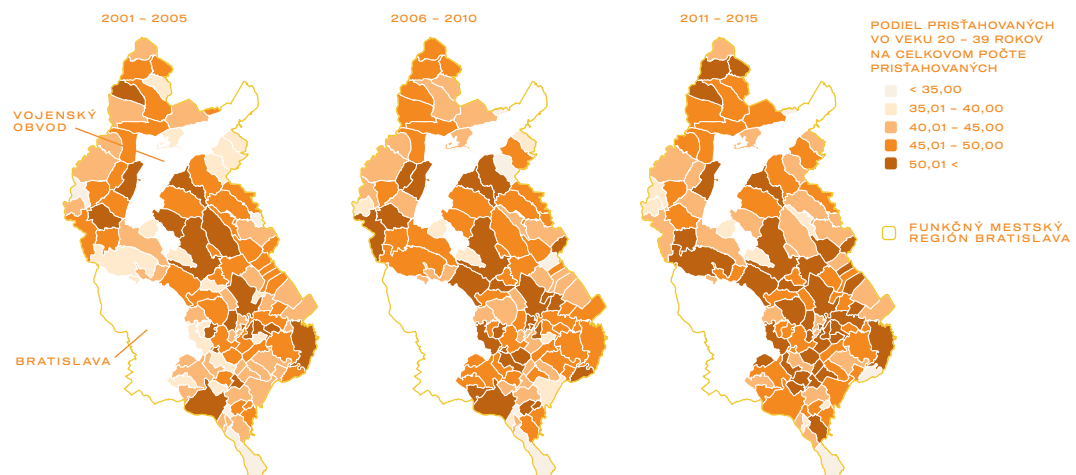 2001 – 2005
2006 – 2010
2011 – 2015
VOJENSKÝ
OBVOD
BRATISLAVA
PODIEL PRISŤAHOVANÝCH
VO VEKU 20 – 39 ROKOV
NA CELKOVOM POČTE
PRISŤAHOVANÝCH
< 35,00
35,01 – 40,00
40,01 – 45,00
45,01 – 50,00
50,01 <
FUNKČNÝ MESTSKÝ
REGIÓN BRATISLAVA